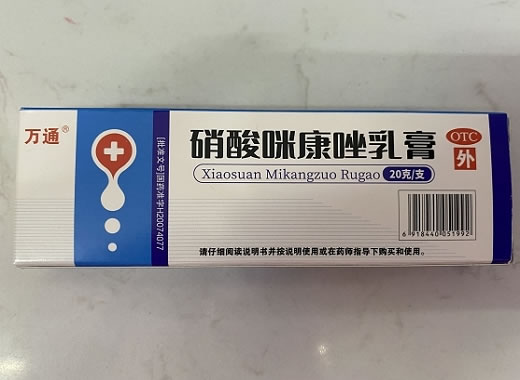 万通®
[批准文号]国药准字H20074077
硝酸咪康唑乳膏
Xiaosuan Mikangzuo Rugao
20克/支
OTC
外
6 918440 051992
请仔细阅读说明书并按说明使用或在药师指导下购买和使用。